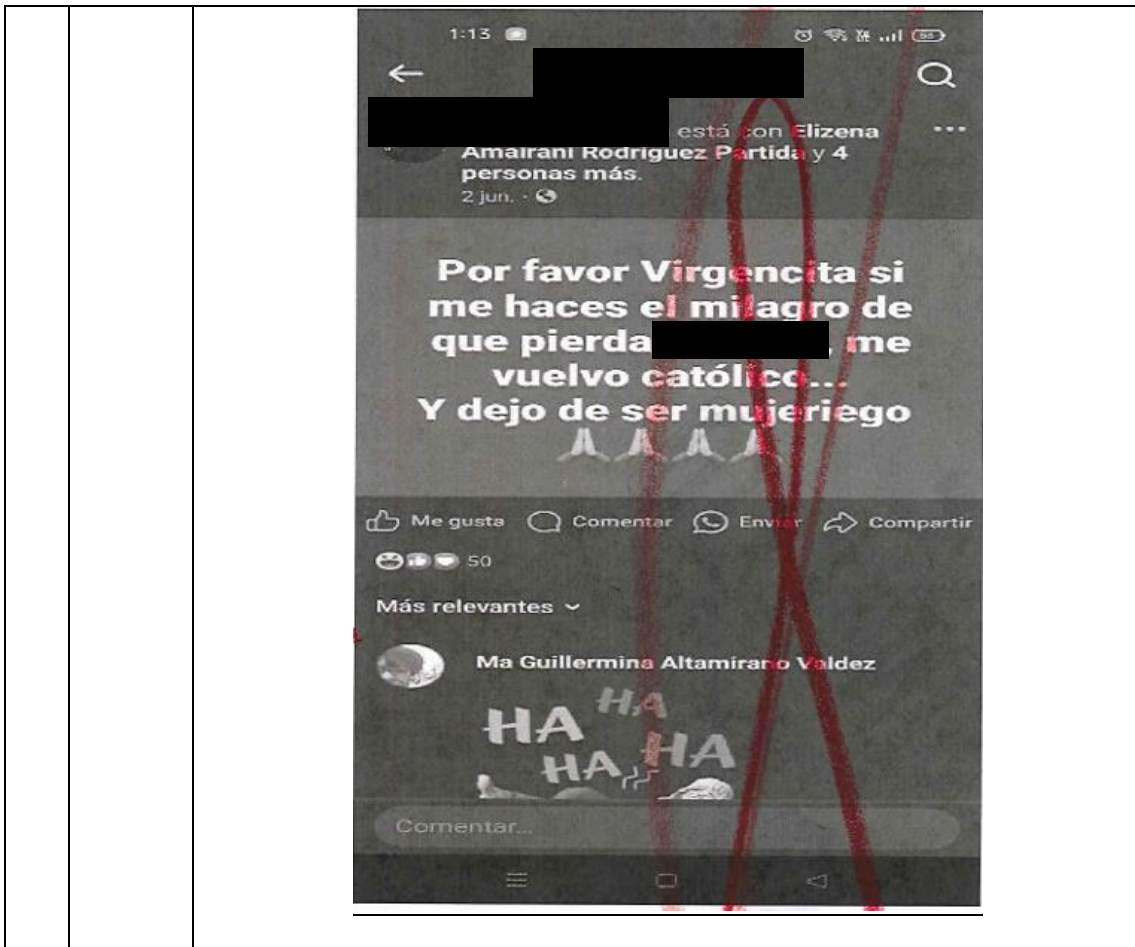 1:13
está con Elizena
Amairani Rodríguez Partida y 4
personas más.
2 jun. ·
Por favor Virgencita si
me haces el milagro de
que pierda , me
vuelvo católico...
Y dejo de ser mujeriego
Me gusta Comentar Enviar Compartir
50
Más relevantes
Ma Guillermina Altamirano Valdez
HA
HA
HA
HA
Comentar...